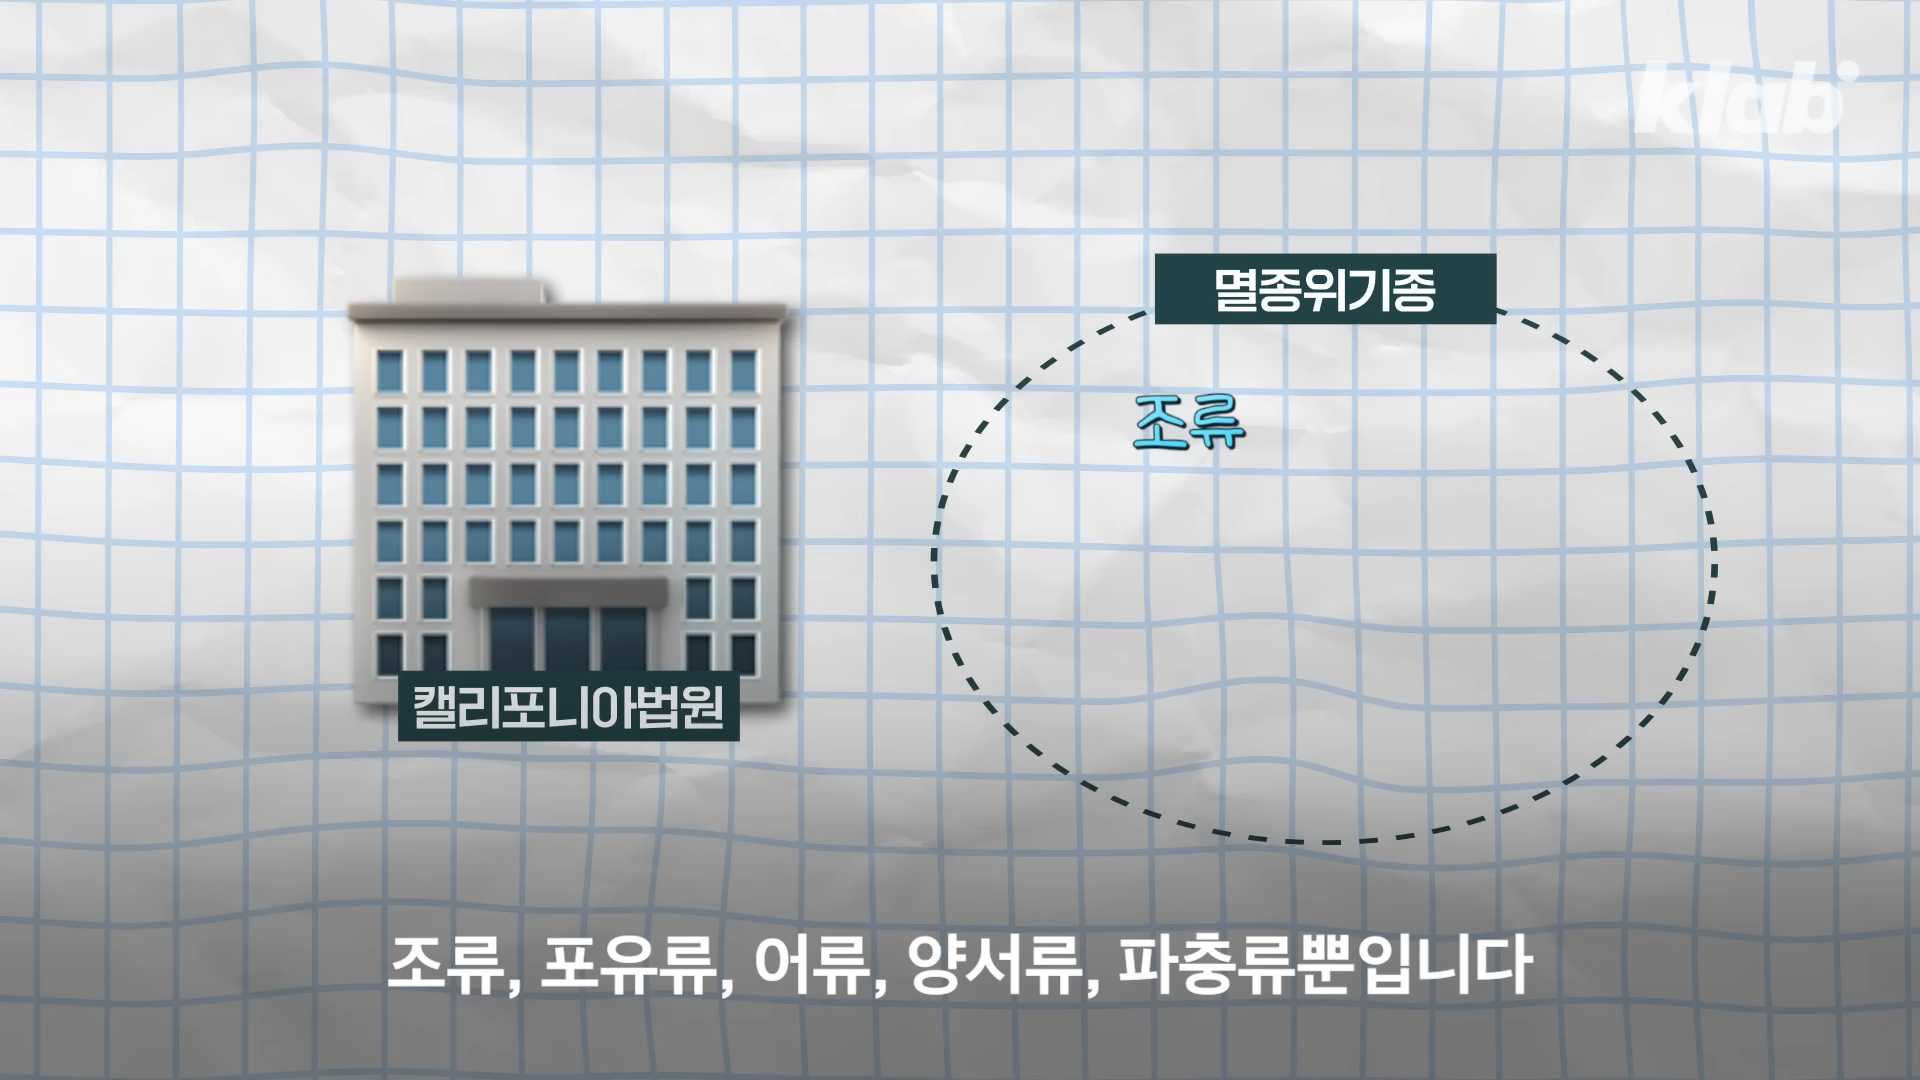 klab
멸종위기종
조류
캘리포니아법원
조류, 포유류, 어류, 양서류, 파충류뿐입니다